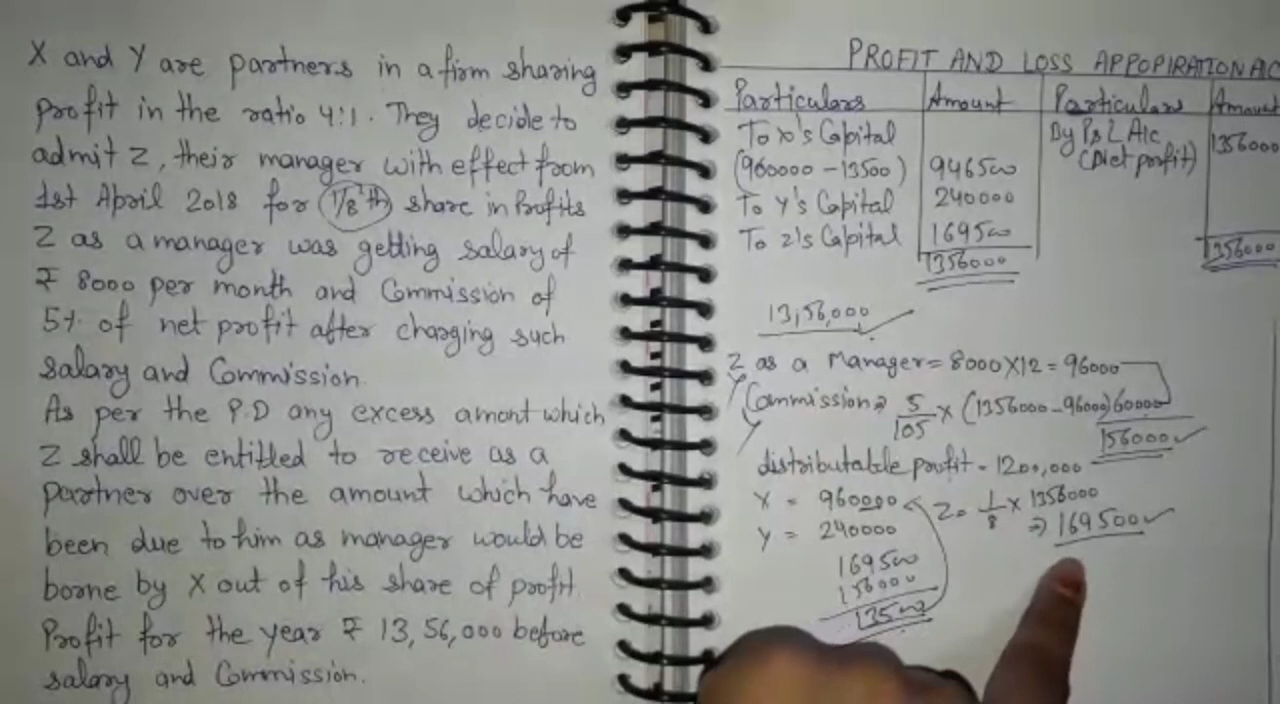 X and Y are partners in a firm sharing
profit in the ratio 4:1. They decide to
admit Z, their manager with effect from
1st April 2018 for 1/8th share in Profits
Z as a manager was getting salary of
₹ 8000 per month and Commission of
5% of net profit after charging such
salary and Commission.
As per the P.D any excess amont which
Z shall be entitled to receive as a
partner over the amount which have
been due to him as manager would be
borne by X out of his share of profit.
Profit for the year ₹ 13,56,000 before
salary and Commission.
PROFIT AND LOSS APPOPIRATION A/C
Particulars Amount Particulars Amount
To X's Capital By P&L A/c 1356000
(960000 - 13500) 946500 (Net profit)
To Y's Capital 240000
To Z's Capital 169500
1356000 1356000
13,56,000
Z as a Manager = 8000X12 = 96000
Commission ⇒ 5/105 X (1356000 - 96000) 60000
156000
distributable profit - 1200,000
X = 960000 Z = 1/8 X 1356000
Y = 240000 ⇒ 169500
169500
156000
13500